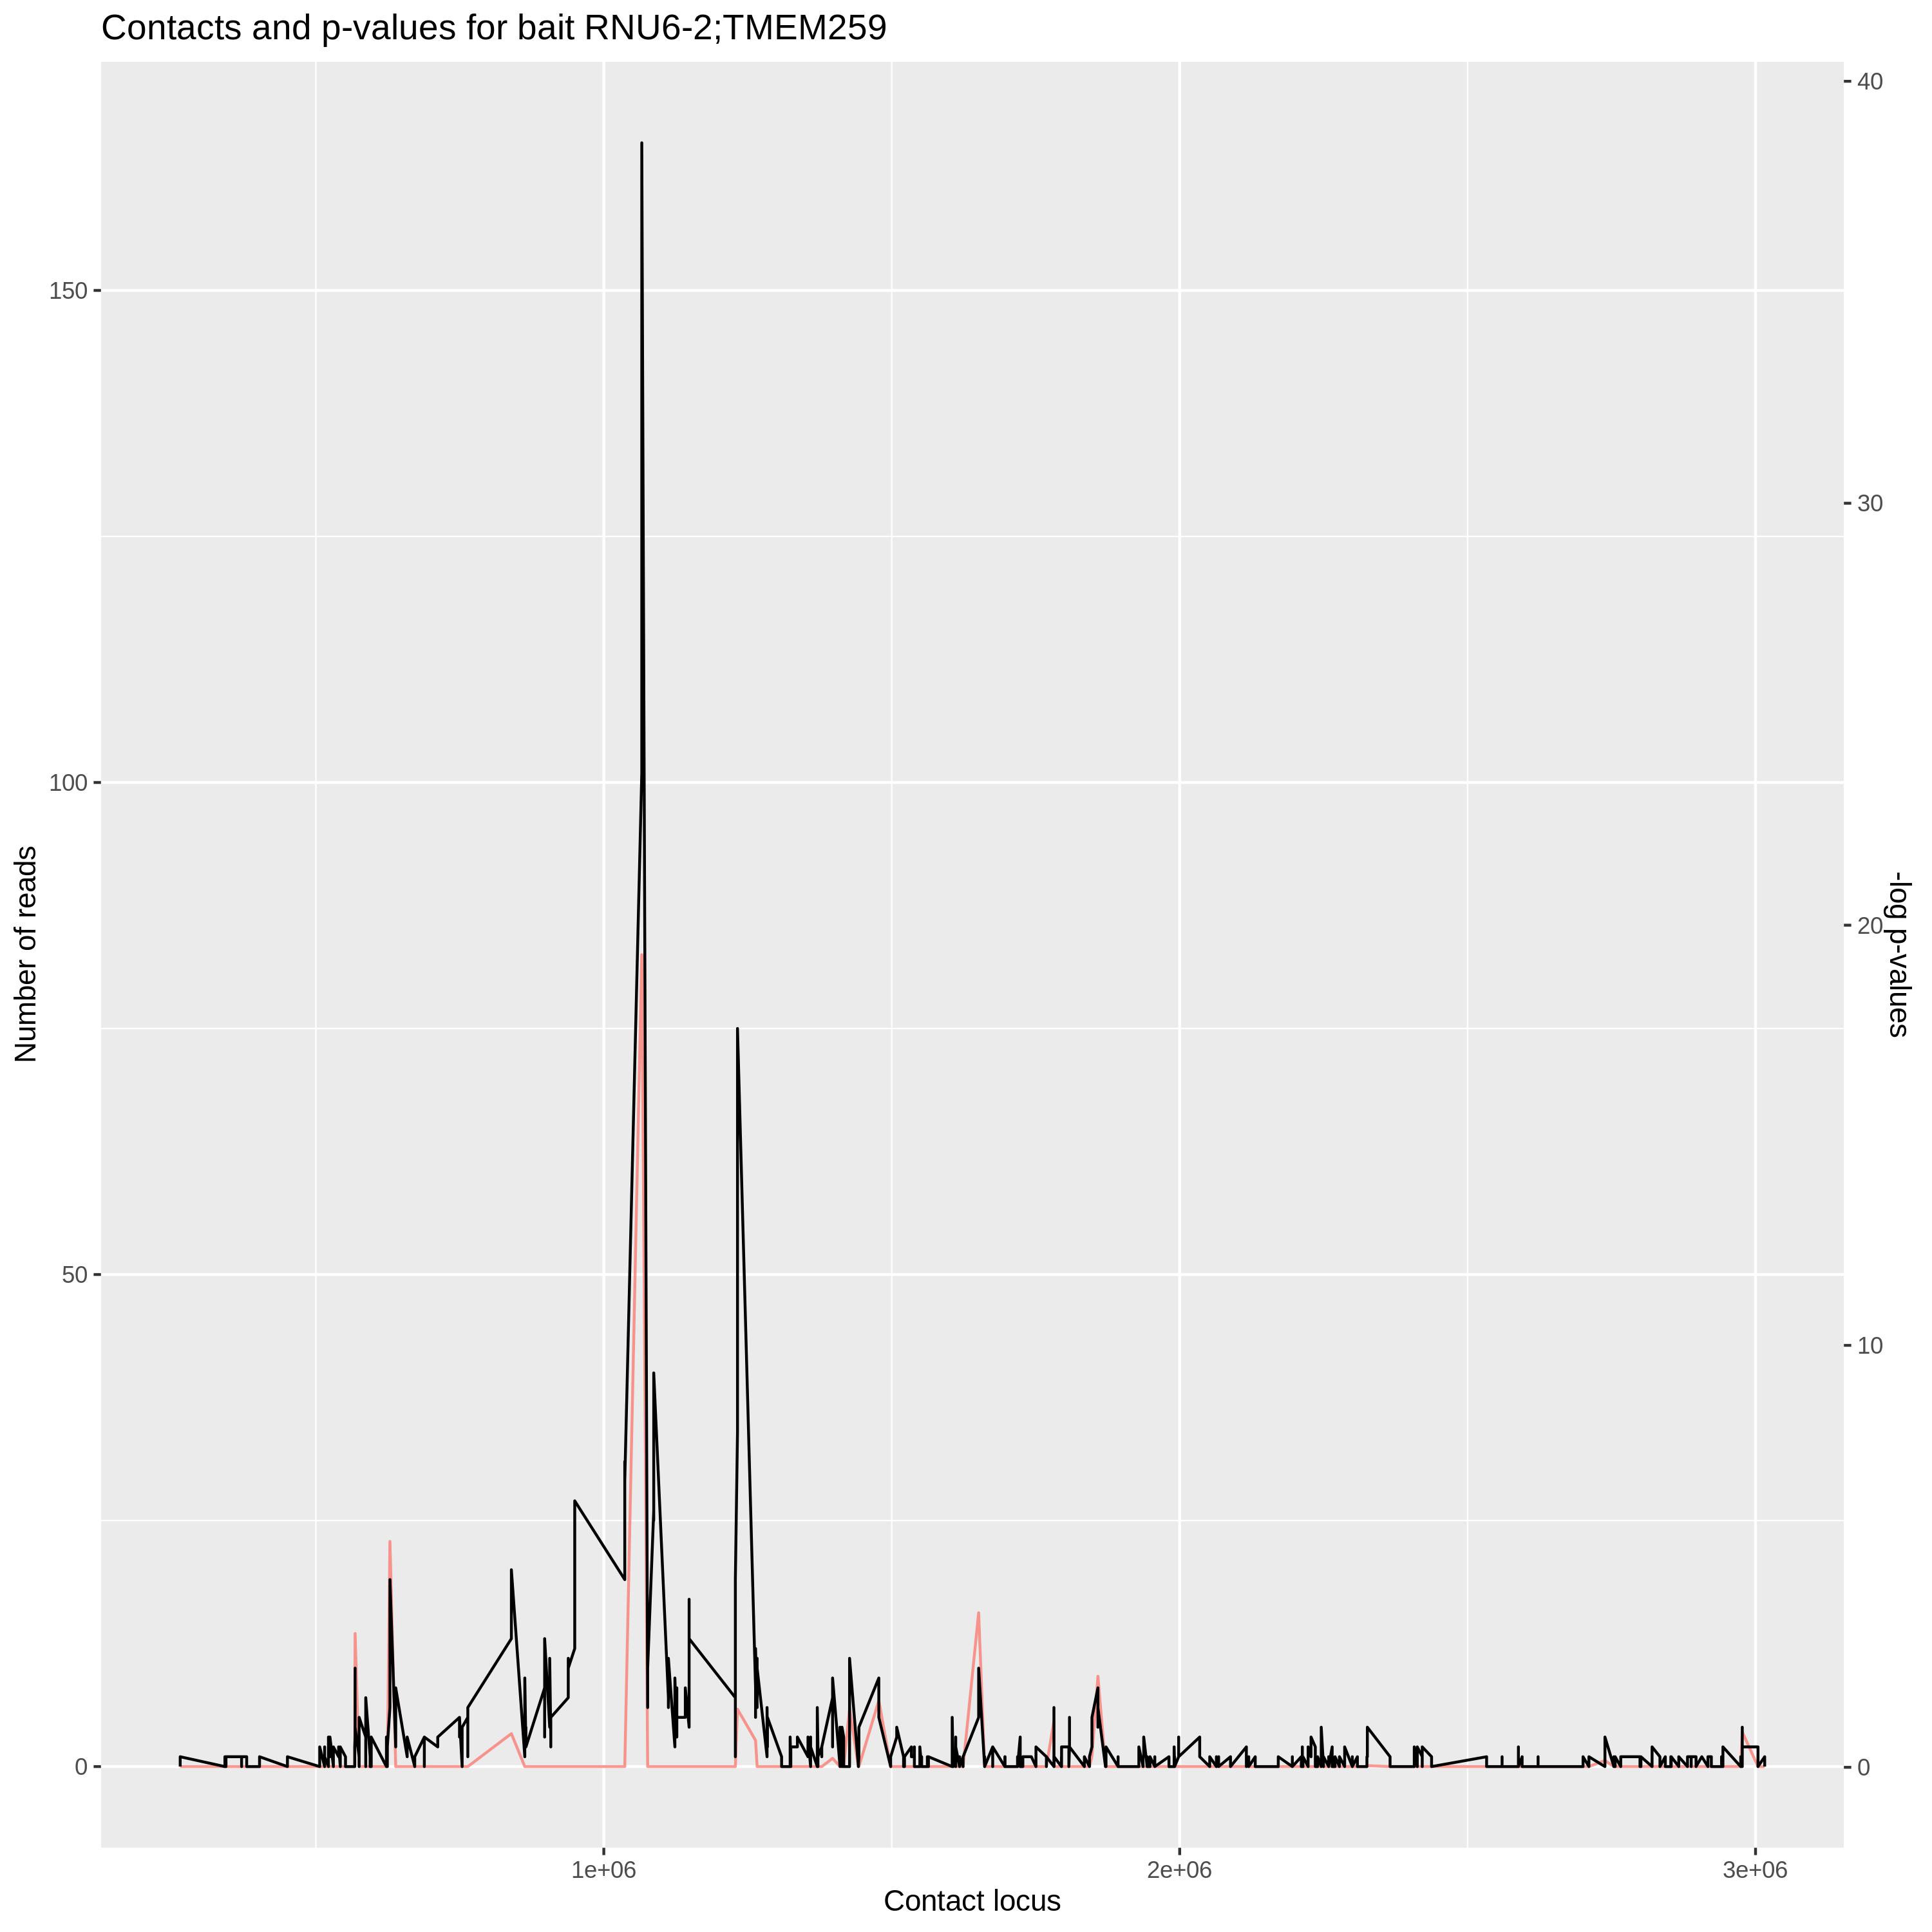 Contacts and p-values for bait RNU6-2;TMEM259
Number of reads
150
100
50
0
40
30
20
10
0
-log p-values
1e+06
2e+06
3e+06
Contact locus